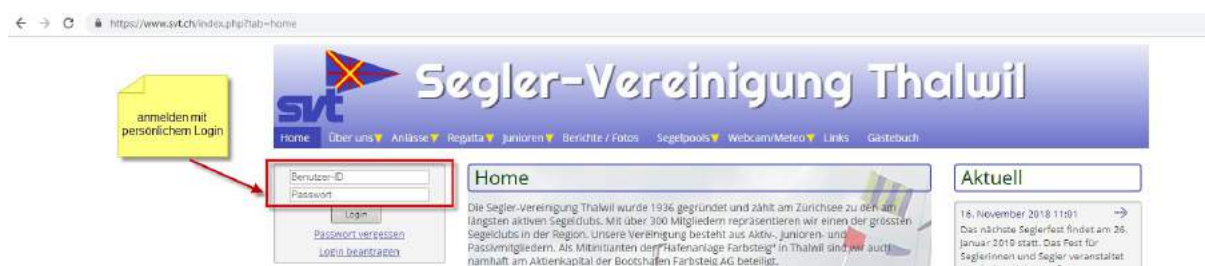 https://www.svt.ch/index.php?tab=home
Segler-Vereinigung Thalwil
svt
Home Über uns Anlässe Regatta Junioren Berichte / Fotos Segelpools Webcam/Meteo Links Gästebuch
anmelden mit
persönlichem Login
Benutzer-ID
Passwort
Login
Passwort vergessen
Login beantragen
Home
Die Segler-Vereinigung Thalwil wurde 1936 gegründet und zählt am Zürichsee zu den am
längsten aktiven Segelclubs. Mit über 300 Mitgliedern repräsentieren wir einen der grössten
Segelclubs in der Region. Unsere Vereinigung besteht aus Aktiv-, Junioren- und
Passivmitgliedern. Als Mitinitianten der "Hafenanlage Farbsteig" in Thalwil sind wir auch
namhaft am Aktienkapital der Bootshafen Farbsteig AG beteiligt.
Aktuell
16. November 2018 11:01
Das nächste Seglerfest findet am 26.
Januar 2019 statt. Das Fest für
Seglerinnen und Segler veranstaltet